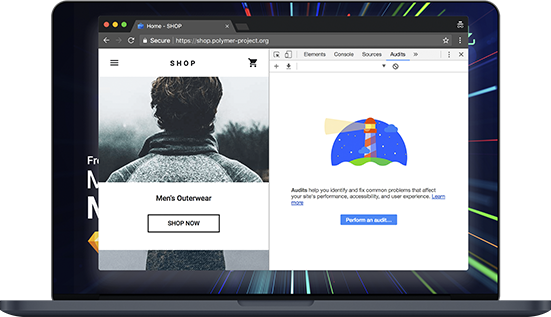 Home - SHOP
Secure https://shop.polymer-project.org
Elements Console Sources Audits
SHOP
Fre
M
M
Men's Outerwear
SHOP NOW
Audits help you identify and fix common problems that affect
your site's performance, accessibility, and user experience. Learn
more
Perform an audit...